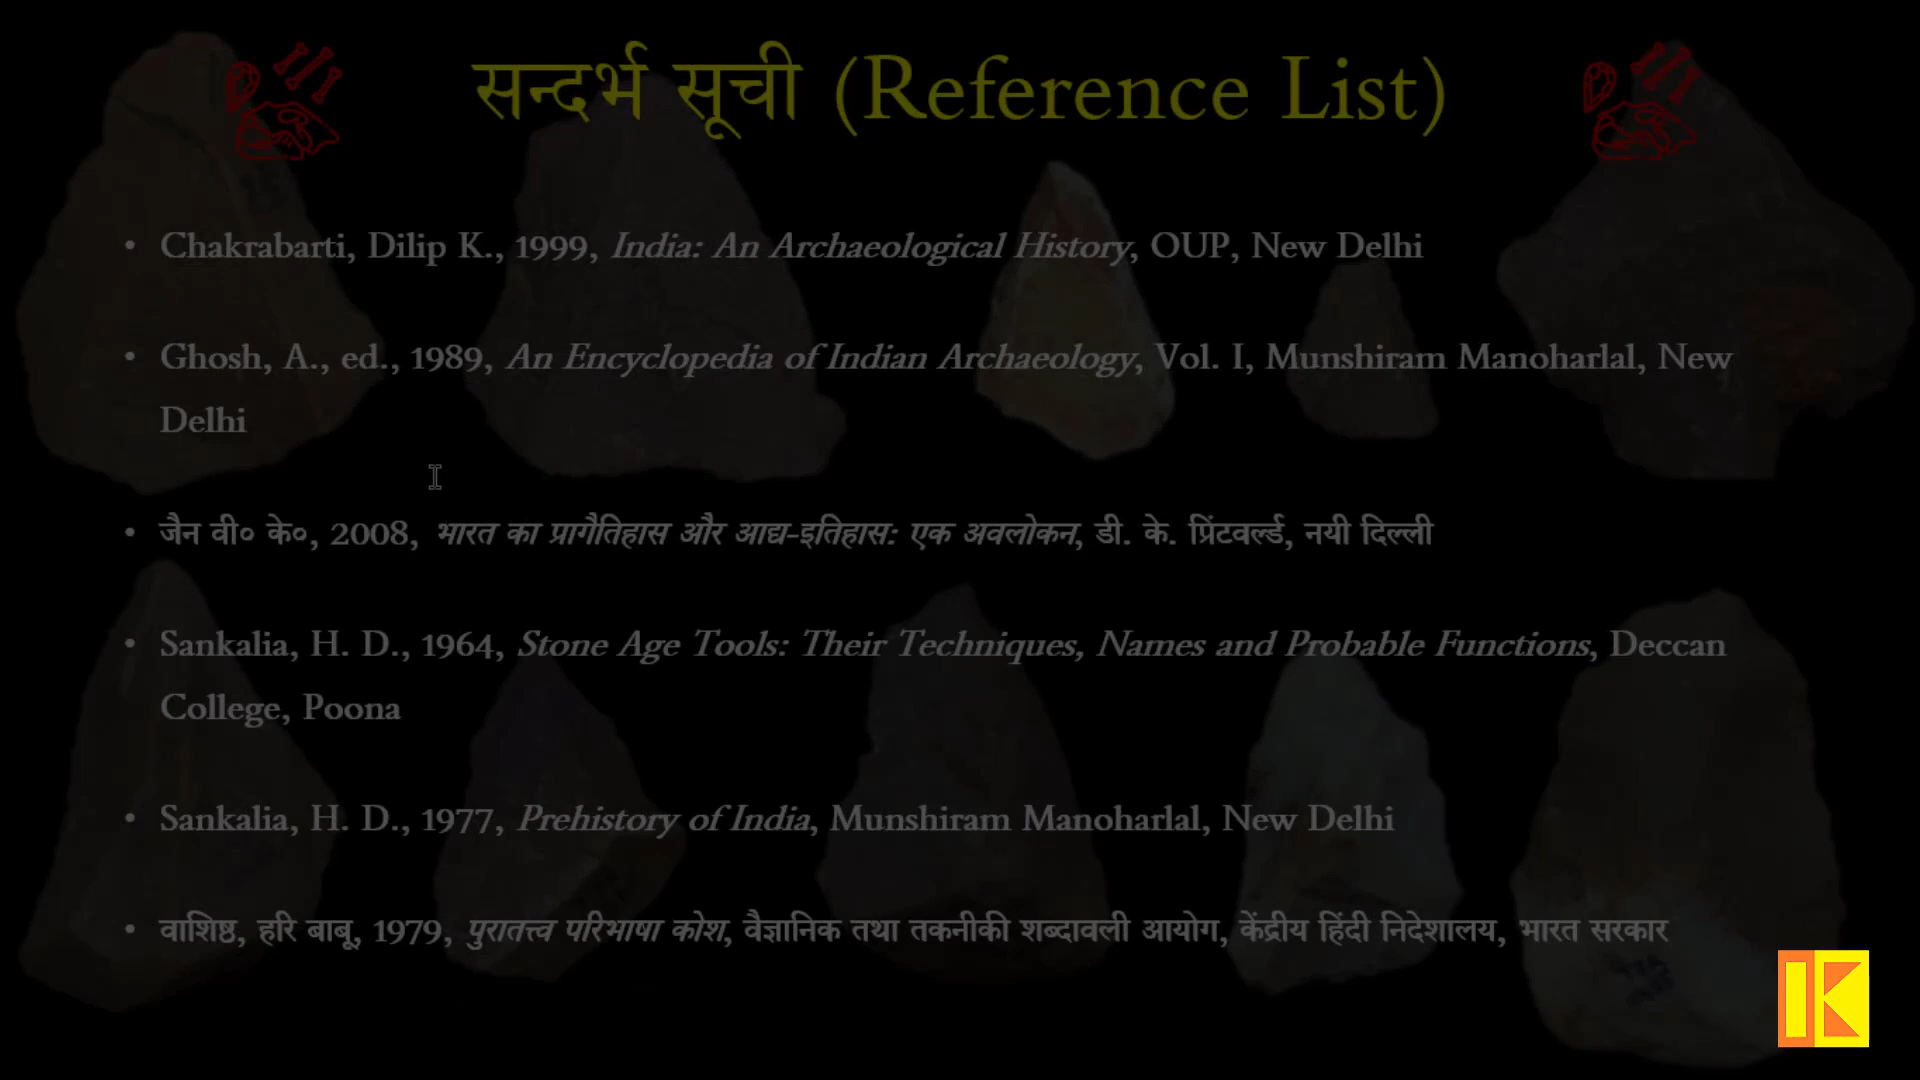 सन्दर्भ सूची (Reference List)
• Chakrabarti, Dilip K., 1999, India: An Archaeological History, OUP, New Delhi
• Ghosh, A., ed., 1989, An Encyclopedia of Indian Archaeology, Vol. I, Munshiram Manoharlal, New
Delhi
• जैन वी० के०, 2008, भारत का प्रागैतिहास और आद्य-इतिहास: एक अवलोकन, डी. के. प्रिंटवर्ल्ड, नयी दिल्ली
• Sankalia, H. D., 1964, Stone Age Tools: Their Techniques, Names and Probable Functions, Deccan
College, Poona
• Sankalia, H. D., 1977, Prehistory of India, Munshiram Manoharlal, New Delhi
• वाशिष्ठ, हरि बाबू, 1979, पुरातत्त्व परिभाषा कोश, वैज्ञानिक तथा तकनीकी शब्दावली आयोग, केंद्रीय हिंदी निदेशालय, भारत सरकार
IK